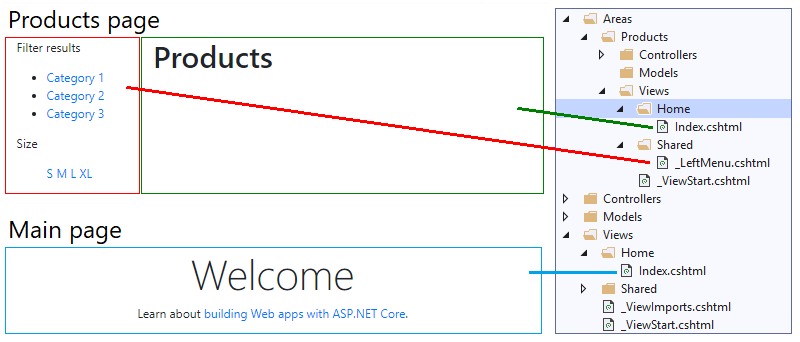 Products page
Filter results
Category 1
Category 2
Category 3
Size
S M L XL
Products
Main page
Welcome
Learn about building Web apps with ASP.NET Core.
Areas
Products
Controllers
Models
Views
Home
Index.cshtml
Shared
_LeftMenu.cshtml
_ViewStart.cshtml
Controllers
Models
Views
Home
Index.cshtml
Shared
_ViewImports.cshtml
_ViewStart.cshtml